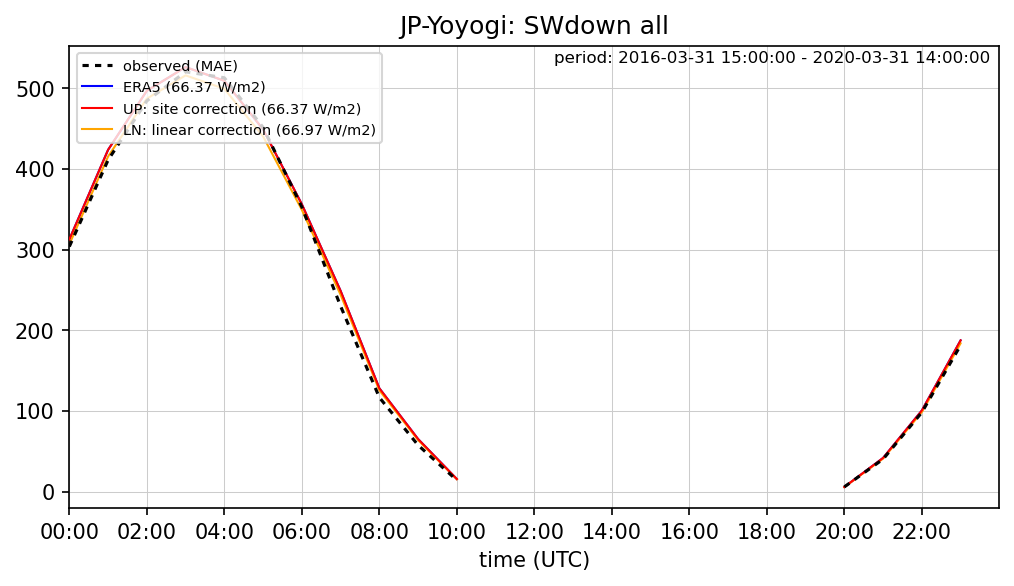 JP-Yoyogi: SWdown all
period: 2016-03-31 15:00:00 - 2020-03-31 14:00:00
observed (MAE)
ERA5 (66.37 W/m2)
UP: site correction (66.37 W/m2)
LN: linear correction (66.97 W/m2)
500
400
300
200
100
0
00:00 02:00 04:00 06:00 08:00 10:00 12:00 14:00 16:00 18:00 20:00 22:00
time (UTC)